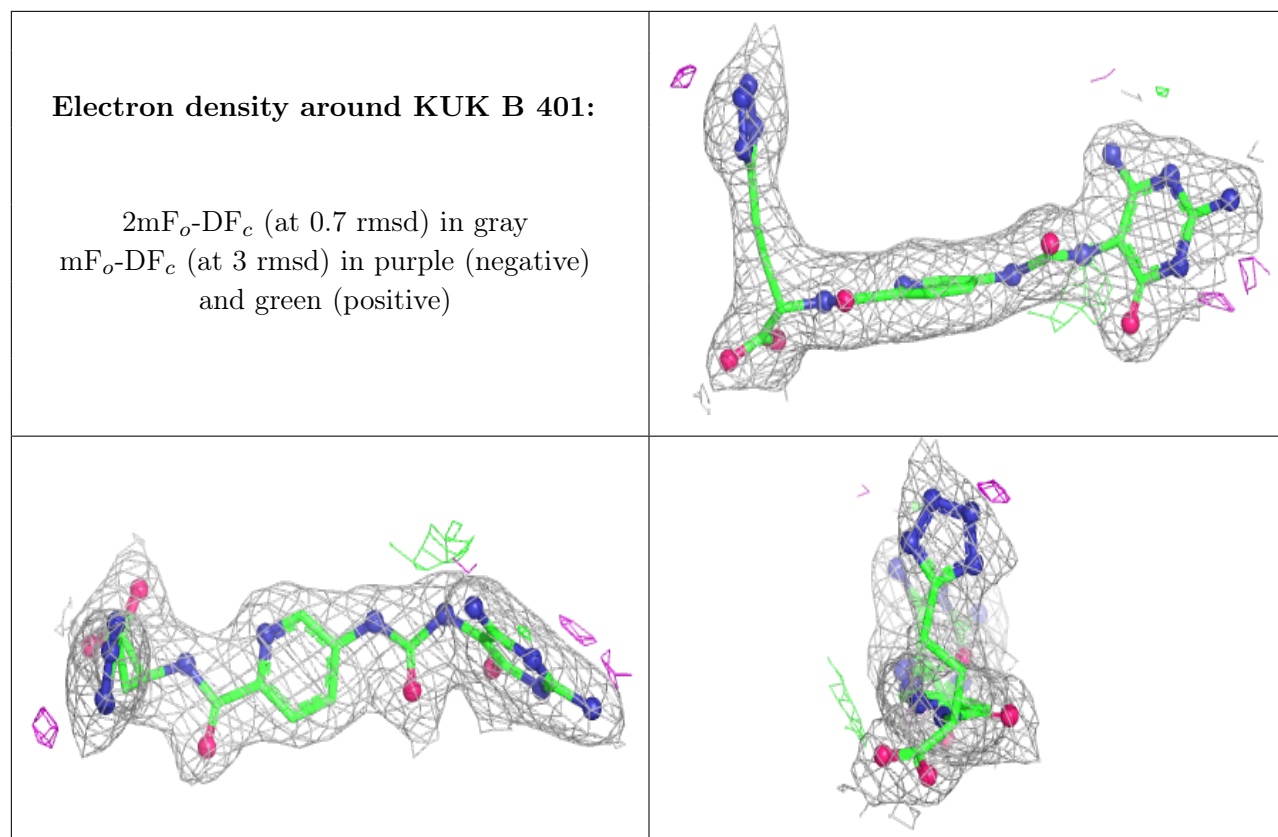 Electron density around KUK B 401:
2mFo-DFc (at 0.7 rmsd) in gray
mFo-DFc (at 3 rmsd) in purple (negative)
and green (positive)